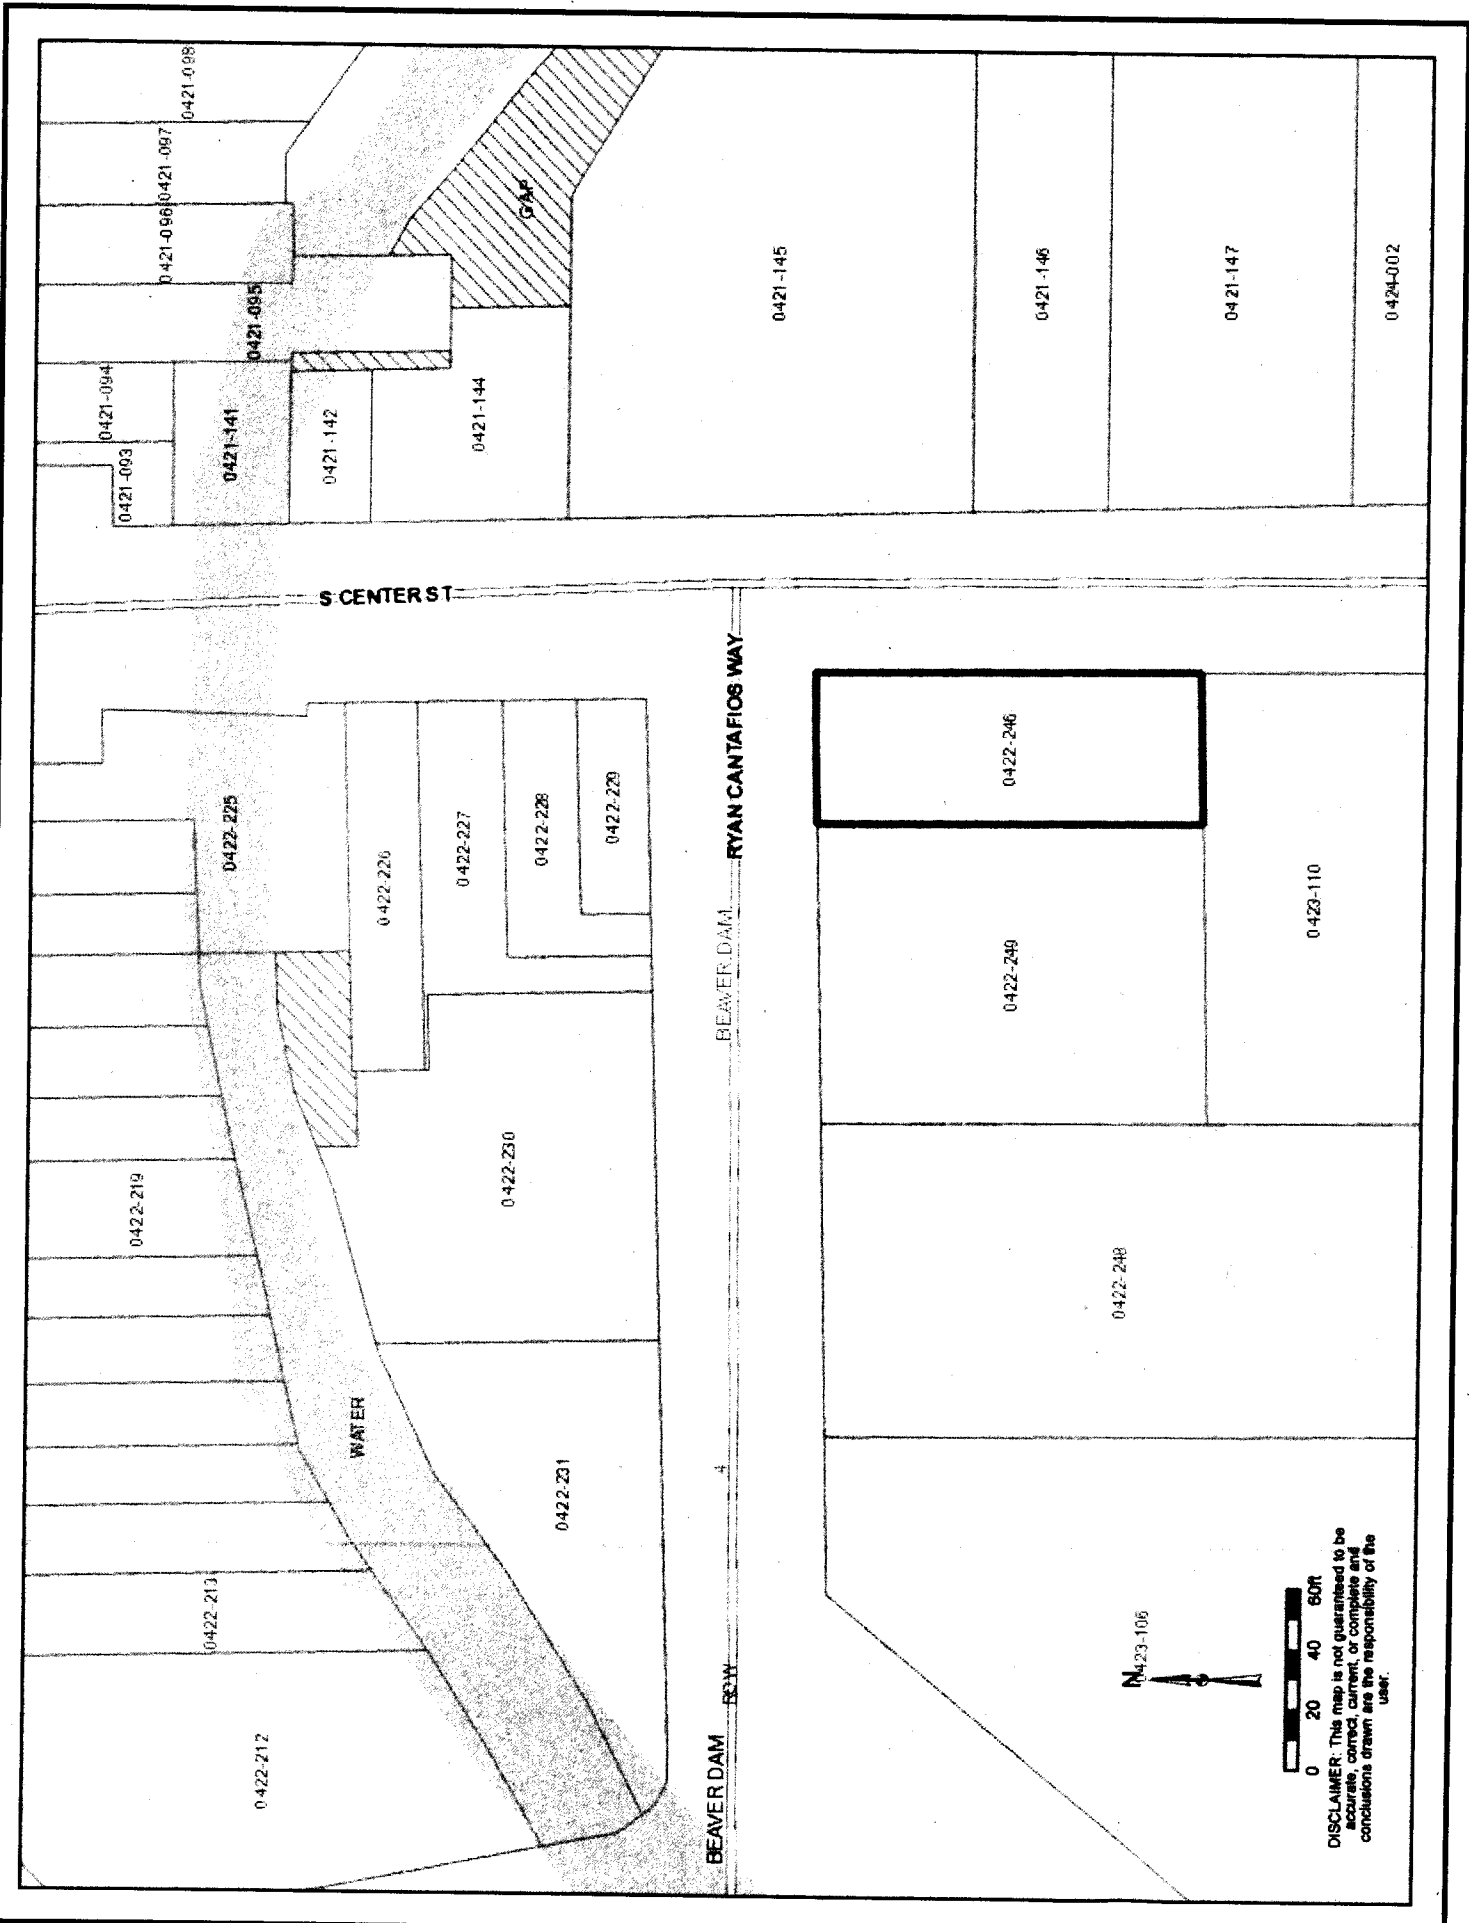 0421-098
0421-097
0421-096
0421-095
0421-094
0421-093
0421-141
0421-142
0421-144
GAP
0421-145
0421-146
0421-147
0424-002
S CENTER ST
RYAN CANTAFIOS WAY
BEAVER DAM
0422-225
0422-226
0422-227
0422-228
0422-229
0422-246
0422-249
0423-110
0422-219
0422-230
0422-248
WATER
0422-231
4
0422-213
0422-212
ROW
BEAVER DAM
0423-106
N
0 20 40 60ft
DISCLAIMER: This map is not guaranteed to be
accurate, correct, current, or complete and
conclusions drawn are the responsibility of the
user.